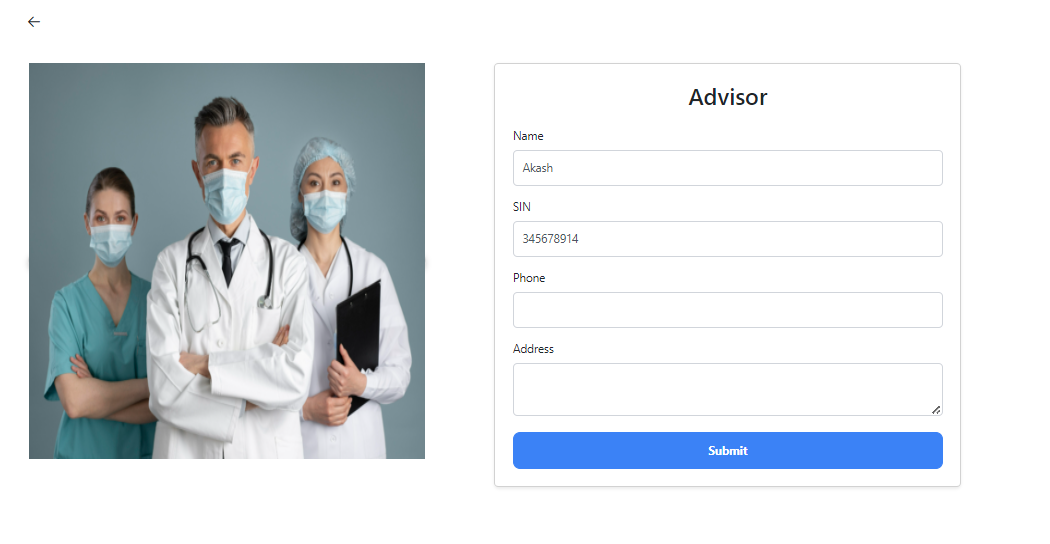 Advisor
Name
Akash
SIN
345678914
Phone
Address
Submit